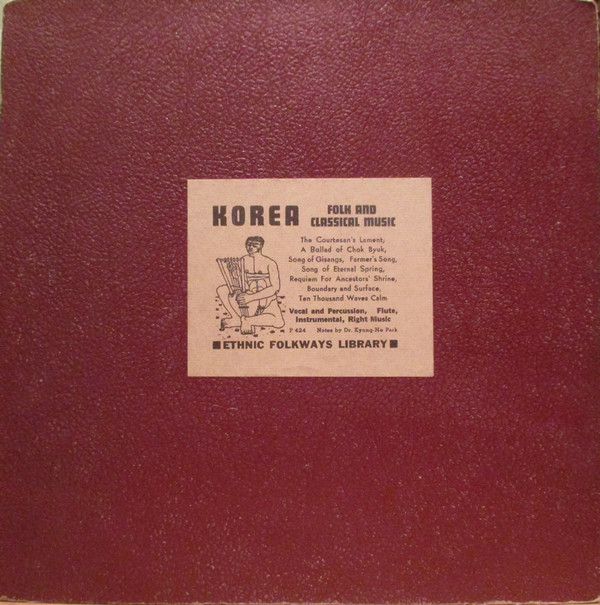 KOREA FOLK AND
CLASSICAL MUSIC
The Courtesan's Lament,
A Ballad of Chok Byuk,
Song of Gisangs, Farmer's Song,
Song of Eternal Spring,
Requiem For Ancestors' Shrine,
Boundary and Surface,
Ten Thousand Waves Calm
Vocal and Percussion, Flute,
Instrumental, Right Music
P 424 Notes by Dr. Kyung-Ho Park
ETHNIC FOLKWAYS LIBRARY